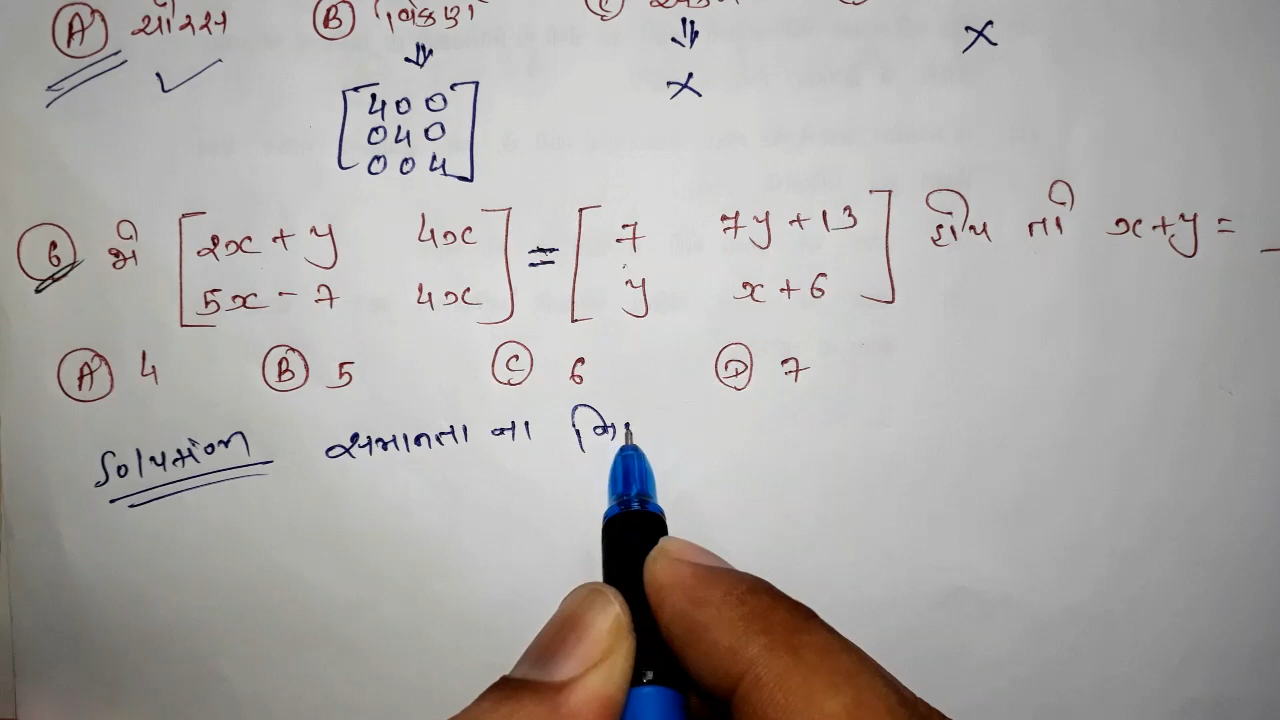 (A) ચોરસ (B) વિકર્ણ (C)
⇓ ⇓ ×
[4 0 0 ×
0 4 0
0 0 4]
(6) જો [2x + y 4x] = [7 7y + 13] હોય તો x+y = _
[5x - 7 4x] [y x + 6]
(A) 4 (B) 5 (C) 6 (D) 7
Solution સમાનતા ના